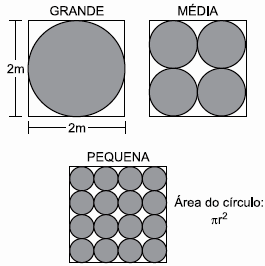 GRANDE
MÉDIA
2m
2m
PEQUENA
Área do círculo:
πr²